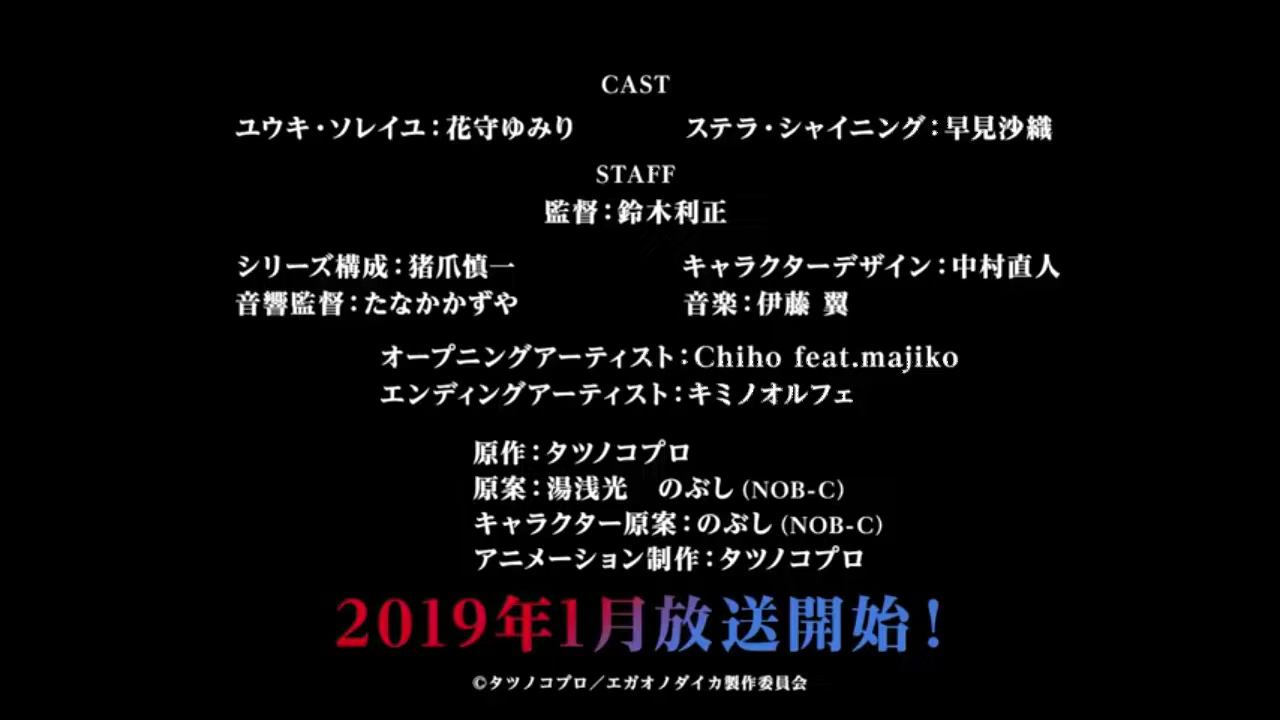 CAST
ユウキ・ソレイユ：花守ゆみり　ステラ・シャイニング：早見沙織
STAFF
監督：鈴木利正
シリーズ構成：猪爪慎一　キャラクターデザイン：中村直人
音響監督：たなかかずや　音楽：伊藤 翼
オープニングアーティスト：Chiho feat.majiko
エンディングアーティスト：キミノオルフェ
原作：タツノコプロ
原案：湯浅光　のぶし(NOB-C)
キャラクター原案：のぶし(NOB-C)
アニメーション制作：タツノコプロ
2019年1月放送開始！
©タツノコプロ／エガオノダイカ製作委員会